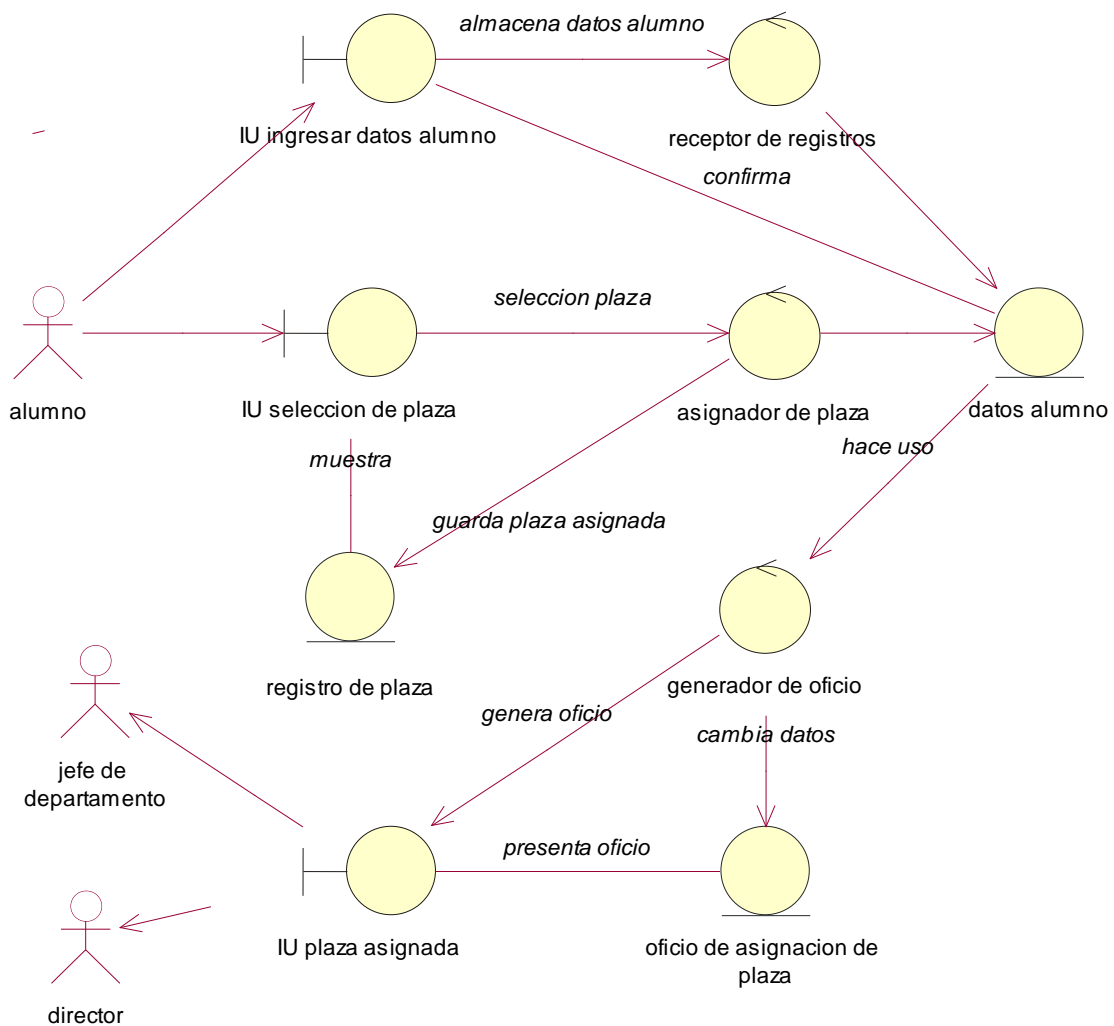 almacena datos alumno
IU ingresar datos alumno
receptor de registros
confirma
seleccion plaza
alumno
IU seleccion de plaza
asignador de plaza
datos alumno
muestra
hace uso
guarda plaza asignada
registro de plaza
generador de oficio
genera oficio
cambia datos
jefe de
departamento
presenta oficio
IU plaza asignada
oficio de asignacion de
plaza
director